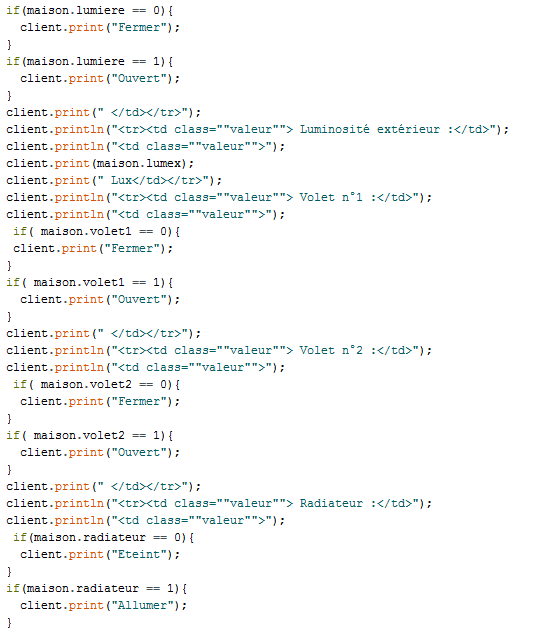 if(maison.lumiere == 0){
  client.print("Fermer");
}
if(maison.lumiere == 1){
  client.print("Ouvert");
}
client.print(" </td></tr>");
client.println("<tr><td class=""valeur""> Luminosité extérieur :</td>");
client.println("<td class=""valeur"">");
client.print(maison.lumex);
client.print(" Lux</td></tr>");
client.println("<tr><td class=""valeur""> Volet n°1 :</td>");
client.println("<td class=""valeur"">");
 if( maison.volet1 == 0){
 client.print("Fermer");
}
if( maison.volet1 == 1){
  client.print("Ouvert");
}
client.print(" </td></tr>");
client.println("<tr><td class=""valeur""> Volet n°2 :</td>");
client.println("<td class=""valeur"">");
 if( maison.volet2 == 0){
  client.print("Fermer");
}
if( maison.volet2 == 1){
  client.print("Ouvert");
}
client.print(" </td></tr>");
client.println("<tr><td class=""valeur""> Radiateur :</td>");
client.println("<td class=""valeur"">");
 if(maison.radiateur == 0){
  client.print("Eteint");
}
if(maison.radiateur == 1){
  client.print("Allumer");
}